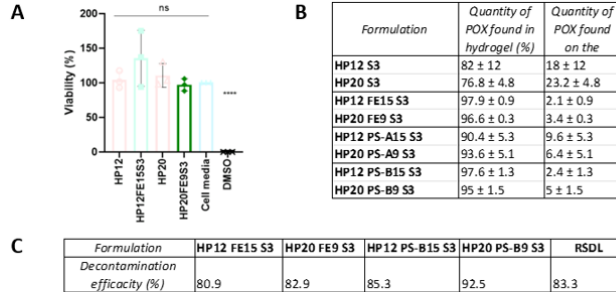 A
ns
Viability (%)
200
150
100
50
0
****
HP12
HP12FE15S3
HP20
HP20FE9S3
Cell media
DMSO
B
Formulation
Quantity of POX found in hydrogel (%)
Quantity of POX found on the
HP12 S3 82 ± 12 18 ± 12
HP20 S3 76.8 ± 4.8 23.2 ± 4.8
HP12 FE15 S3 97.9 ± 0.9 2.1 ± 0.9
HP20 FE9 S3 96.6 ± 0.3 3.4 ± 0.3
HP12 PS-A15 S3 90.4 ± 5.3 9.6 ± 5.3
HP20 PS-A9 S3 93.6 ± 5.1 6.4 ± 5.1
HP12 PS-B15 S3 97.6 ± 1.3 2.4 ± 1.3
HP20 PS-B9 S3 95 ± 1.5 5 ± 1.5
C
Formulation HP12 FE15 S3 HP20 FE9 S3 HP12 PS-B15 S3 HP20 PS-B9 S3 RSDL
Decontamination
efficacy (%) 80.9 82.9 85.3 92.5 83.3